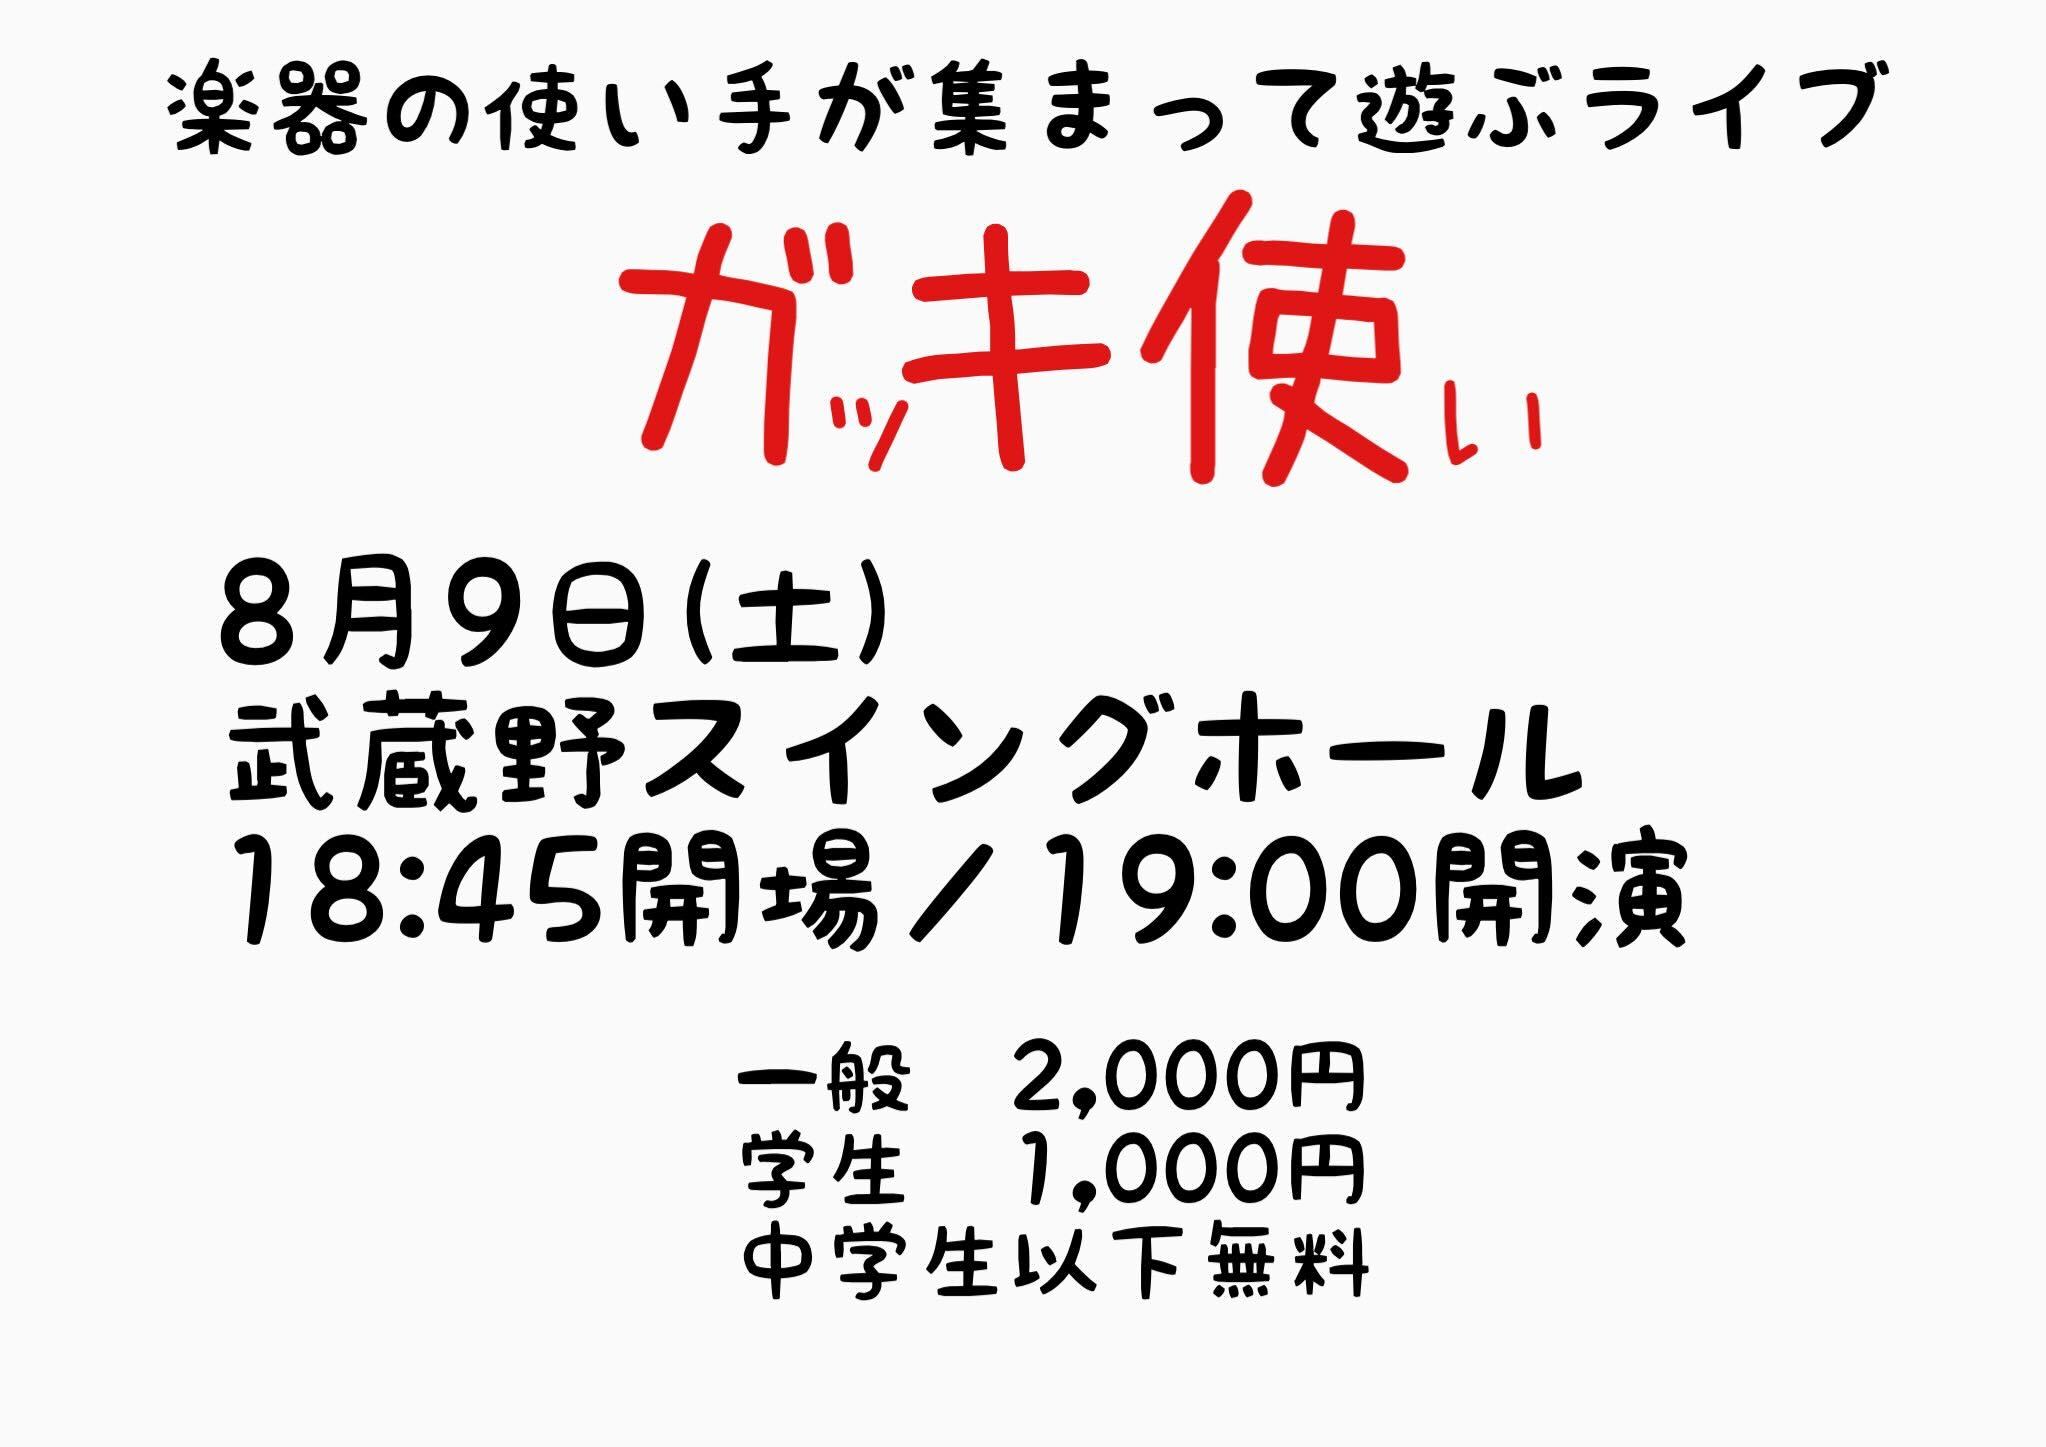 楽器の使い手が集まって遊ぶライブ
ガッキ使い
8月9日(土)
武蔵野スイングホール
18:45開場/19:00開演
一般　2,000円
学生　1,000円
中学生以下無料